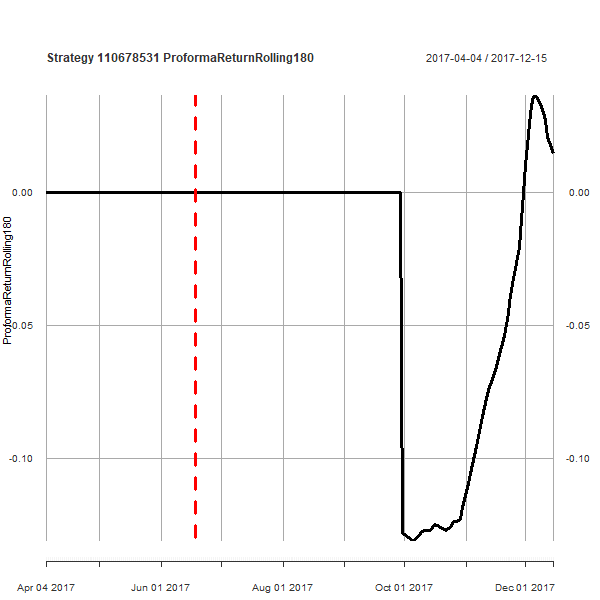 Strategy 110678531 ProformaReturnRolling180
2017-04-04 / 2017-12-15
0.00
0.00
ProformaReturnRolling180
-0.05
-0.05
-0.10
-0.10
Apr 04 2017
Jun 01 2017
Aug 01 2017
Oct 01 2017
Dec 01 2017